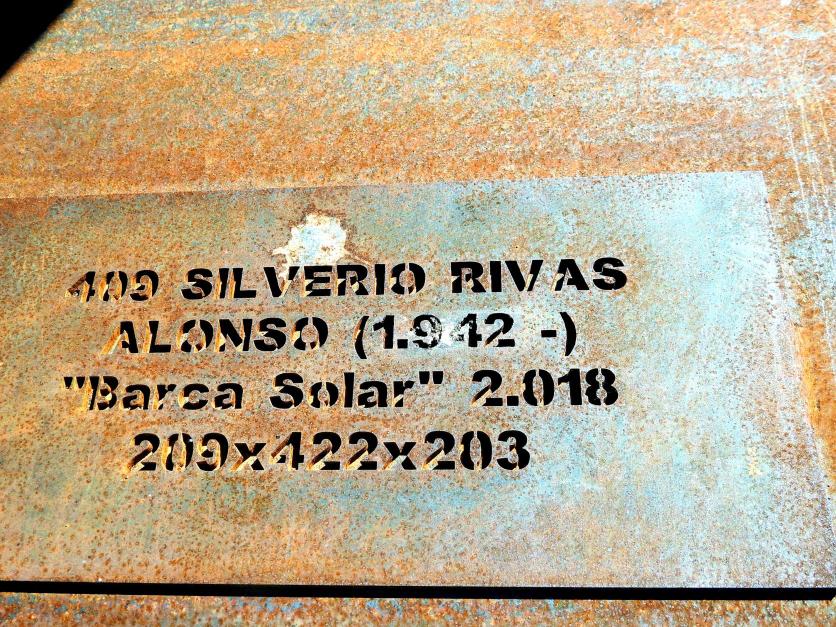 409 SILVERIO RIVAS
ALONSO (1.942 -)
"Barca Solar" 2.018
209x422x203